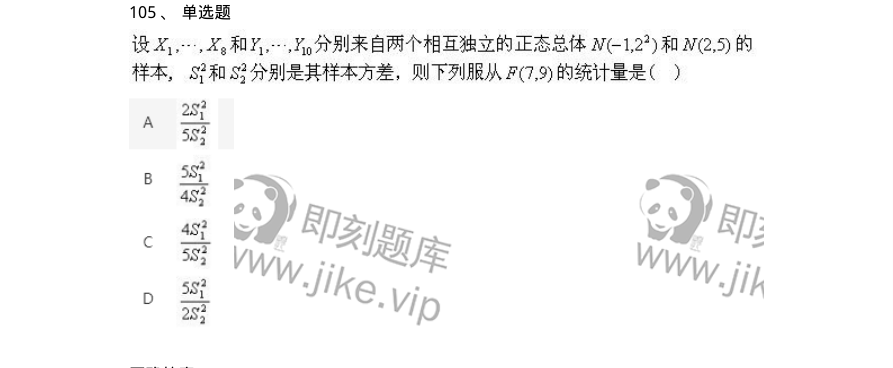 105 、 单选题
设 X₁,⋯, X₈ 和 Y₁,⋯,Y₁₀ 分别来自两个相互独立的正态总体 N(−1,2²) 和 N(2,5) 的
样本, S₁² 和 S₂² 分别是其样本方差，则下列服从 F(7,9) 的统计量是( )
A 2S₁²/5S₂²
B 5S₁²/4S₂²
C 4S₁²/5S₂²
D 5S₁²/2S₂²
即刻题库
www.jike.vip
即刻
www.jik